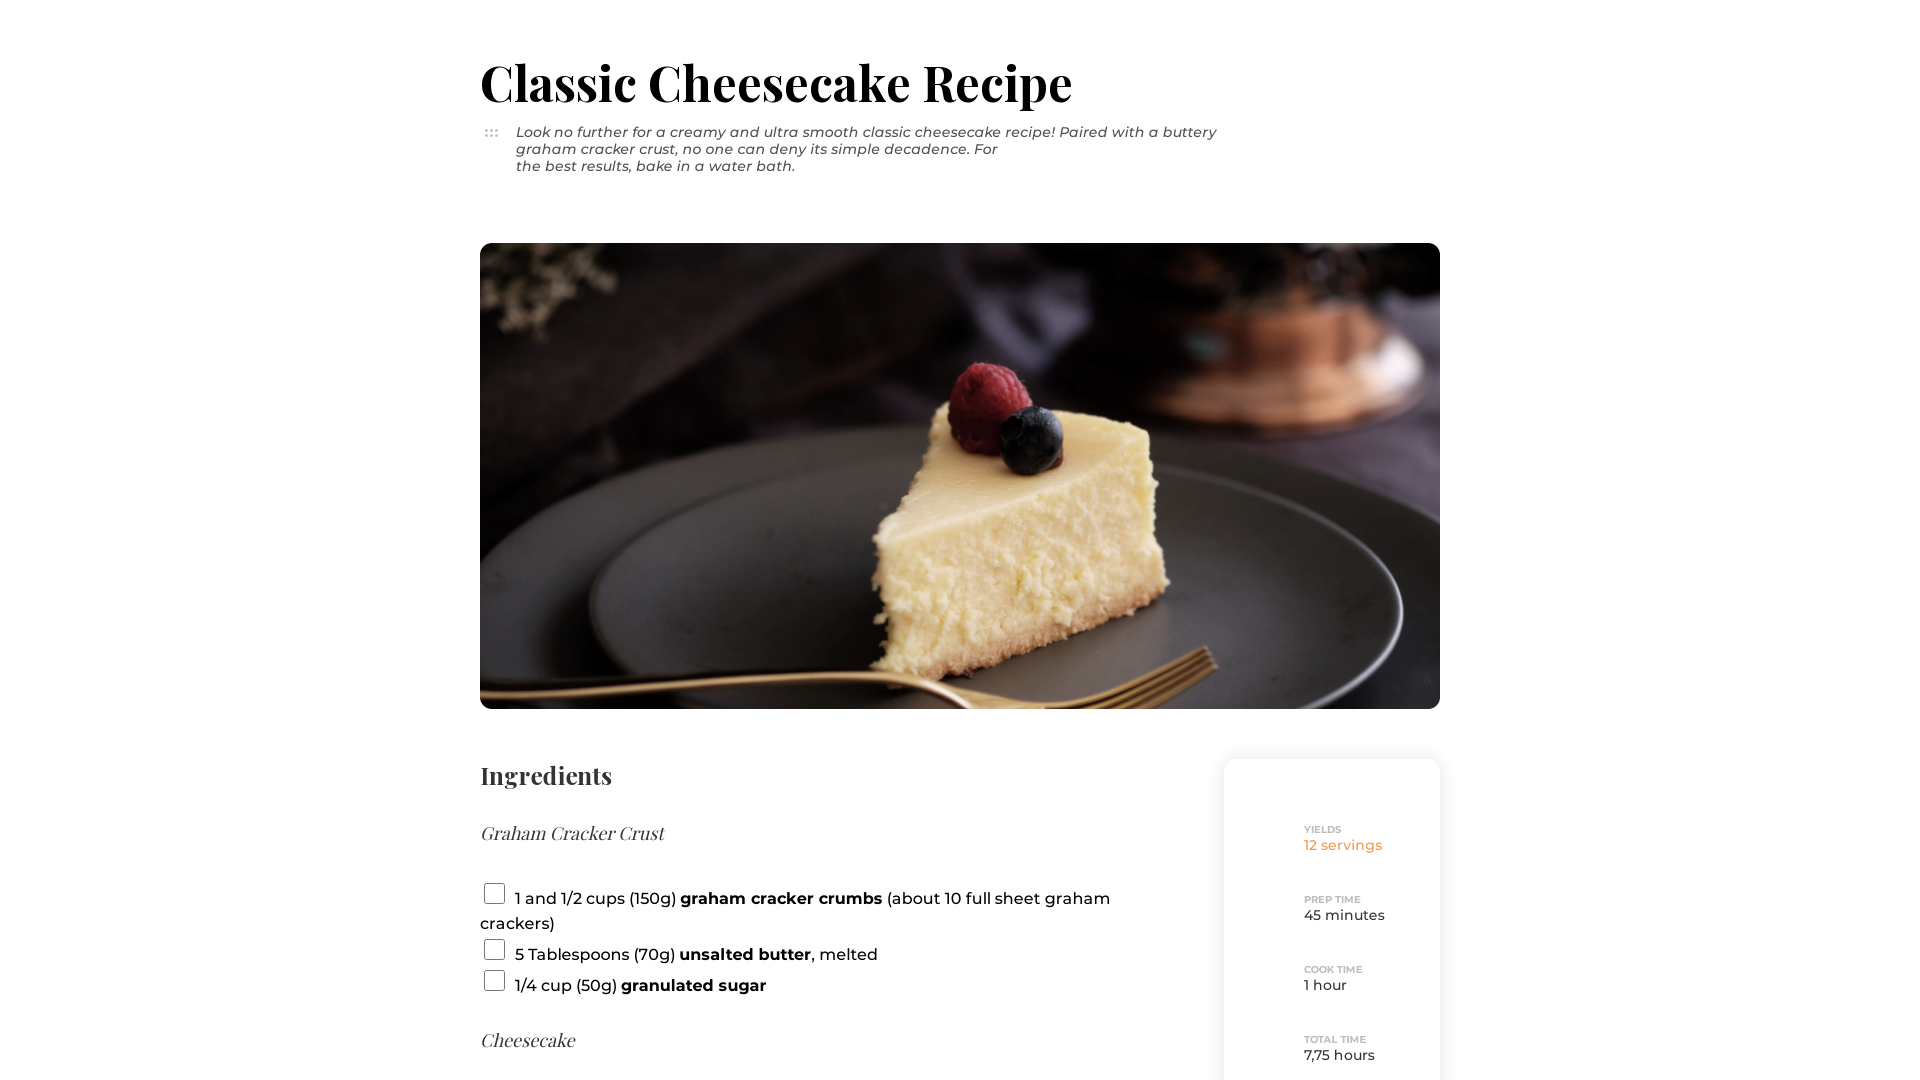 Classic Cheesecake Recipe
Look no further for a creamy and ultra smooth classic cheesecake recipe! Paired with a buttery
graham cracker crust, no one can deny its simple decadence. For
the best results, bake in a water bath.
Ingredients
Graham Cracker Crust
1 and 1/2 cups (150g) graham cracker crumbs (about 10 full sheet graham
crackers)
5 Tablespoons (70g) unsalted butter, melted
1/4 cup (50g) granulated sugar
Cheesecake
YIELDS
12 servings
PREP TIME
45 minutes
COOK TIME
1 hour
TOTAL TIME
7,75 hours